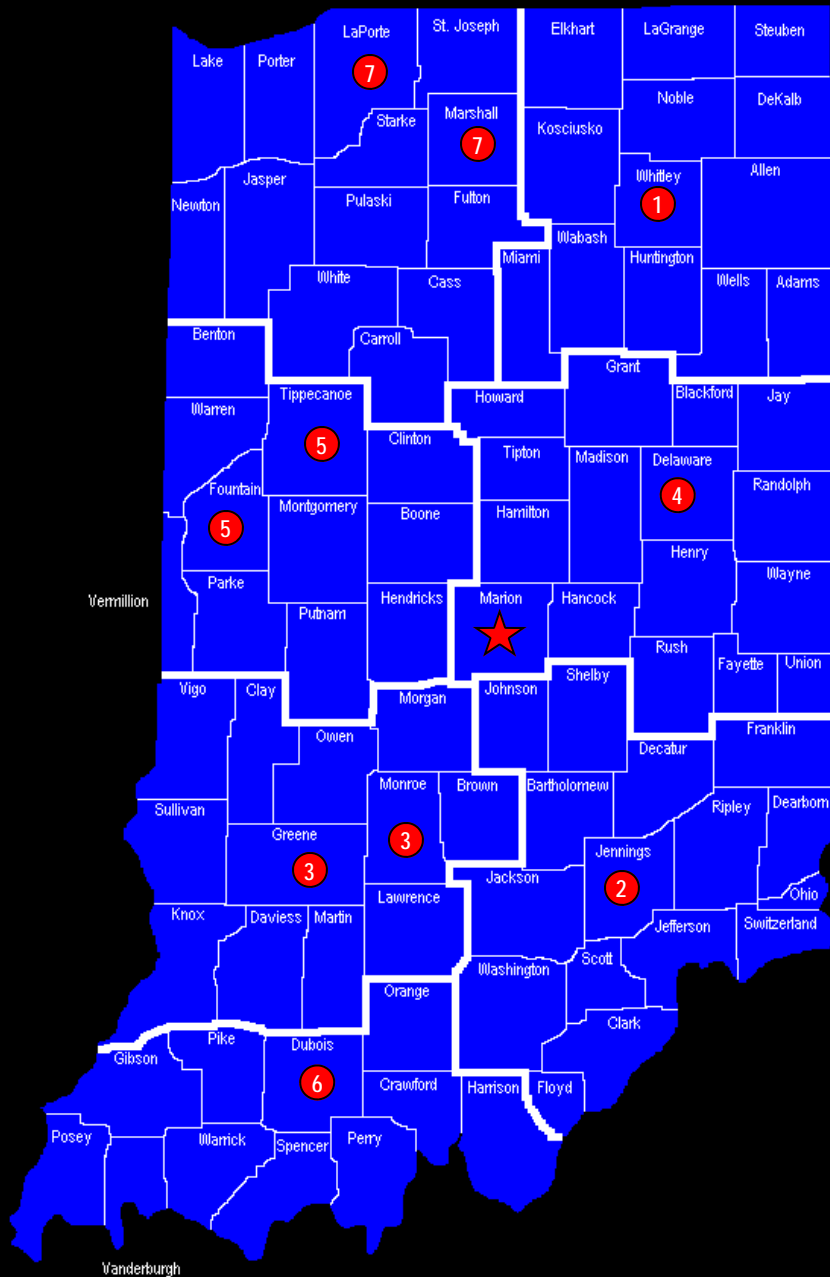 LaPorte
St. Joseph
Elkhart
LaGrange
Steuben
Lake
Porter
7
Noble
DeKalb
Starke
Marshall
Kosciusko
7
Jasper
Whitley
Allen
Newton
Pulaski
Fulton
1
Wabash
Miami
Huntington
White
Cass
Wells
Adams
Benton
Carroll
Grant
Tippecanoe
Howard
Blackford
Jay
Warren
Clinton
5
Tipton
Madison
Delaware
Fountain
4
Randolph
Montgomery
Boone
Hamilton
5
Henry
Parke
Wayne
Vermillion
Hendricks
Marion
Hancock
Putnam
Rush
Fayette
Union
Vigo
Clay
Morgan
Johnson
Shelby
Owen
Decatur
Franklin
Monroe
Brown
Bartholomew
Sullivan
Ripley
Dearborn
Greene
3
Jennings
3
Jackson
2
Ohio
Lawrence
Knox
Daviess
Martin
Jefferson
Switzerland
Washington
Scott
Orange
Clark
Pike
Dubois
Gibson
6
Crawford
Harrison
Floyd
Posey
Warrick
Spencer
Perry
Vanderburgh